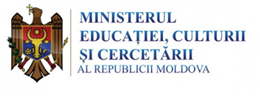 MINISTERUL
EDUCAȚIEI, CULTURII
ȘI CERCETĂRII
AL REPUBLICII MOLDOVA